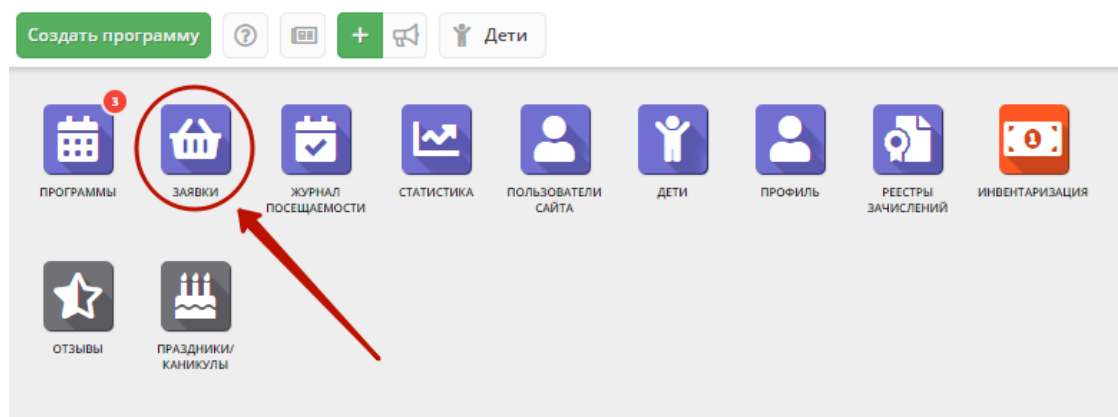 Создать программу
Дети
3
ПРОГРАММЫ
ЗАЯВКИ
ЖУРНАЛ
ПОСЕЩАЕМОСТИ
СТАТИСТИКА
ПОЛЬЗОВАТЕЛИ
САЙТА
ДЕТИ
ПРОФИЛЬ
РЕЕСТРЫ
ЗАЧИСЛЕНИЙ
1
ИНВЕНТАРИЗАЦИЯ
ОТЗЫВЫ
ПРАЗДНИКИ/
КАНИКУЛЫ